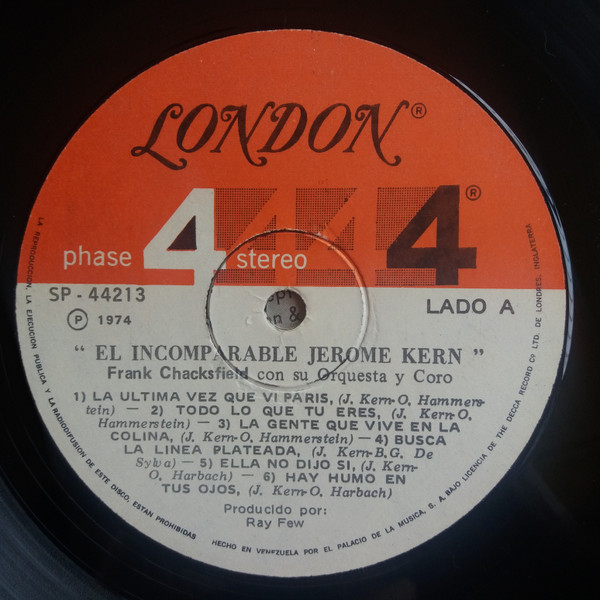 LONDON®
phase 4 stereo 4®
SP - 44213
LADO A
Ⓟ 1974
" EL INCOMPARABLE JEROME KERN "
Frank Chacksfield con su Orquesta y Coro
1) LA ULTIMA VEZ QUE VI PARIS, (J. Kern-O. Hammers-
tein) — 2) TODO LO QUE TU ERES, (J. Kern-O.
Hammerstein) — 3) LA GENTE QUE VIVE EN LA
COLINA, (J. Kern-O. Hammerstein) — 4) BUSCA
LA LINEA PLATEADA, (J. Kern-B.G. De
Sylva) — 5) ELLA NO DIJO SI, (J. Kern-
O. Harbach) — 6) HAY HUMO EN
TUS OJOS, (J. Kern-O. Harbach)
Producido por:
Ray Few
LA REPRODUCCION, LA EJECUCION PUBLICA Y LA RADIODIFUSION DE ESTE DISCO, ESTAN PROHIBIDAS
HECHO EN VENEZUELA POR EL PALACIO DE LA MUSICA, S. A. BAJO LICENCIA DE THE DECCA RECORD Co LTD. DE LONDRES, INGLATERRA